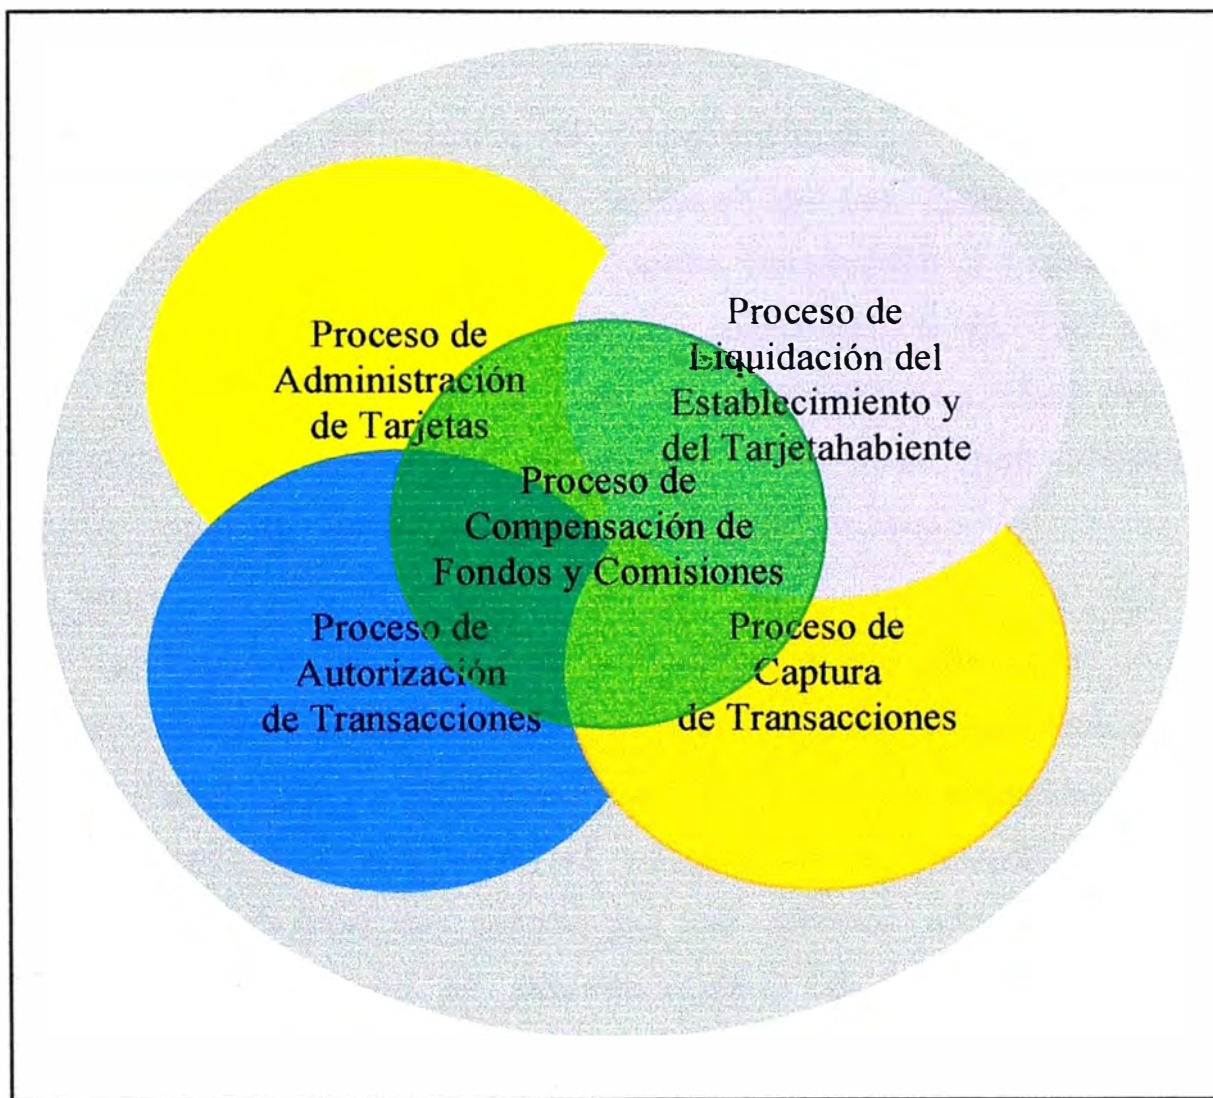 Proceso de
Administración
de Tarjetas
Proceso de
Liquidación del
Establecimiento y
del Tarjetahabiente
Proceso de
Compensación de
Fondos y Comisiones
Proceso de
Autorización
de Transacciones
Proceso de
Captura
de Transacciones